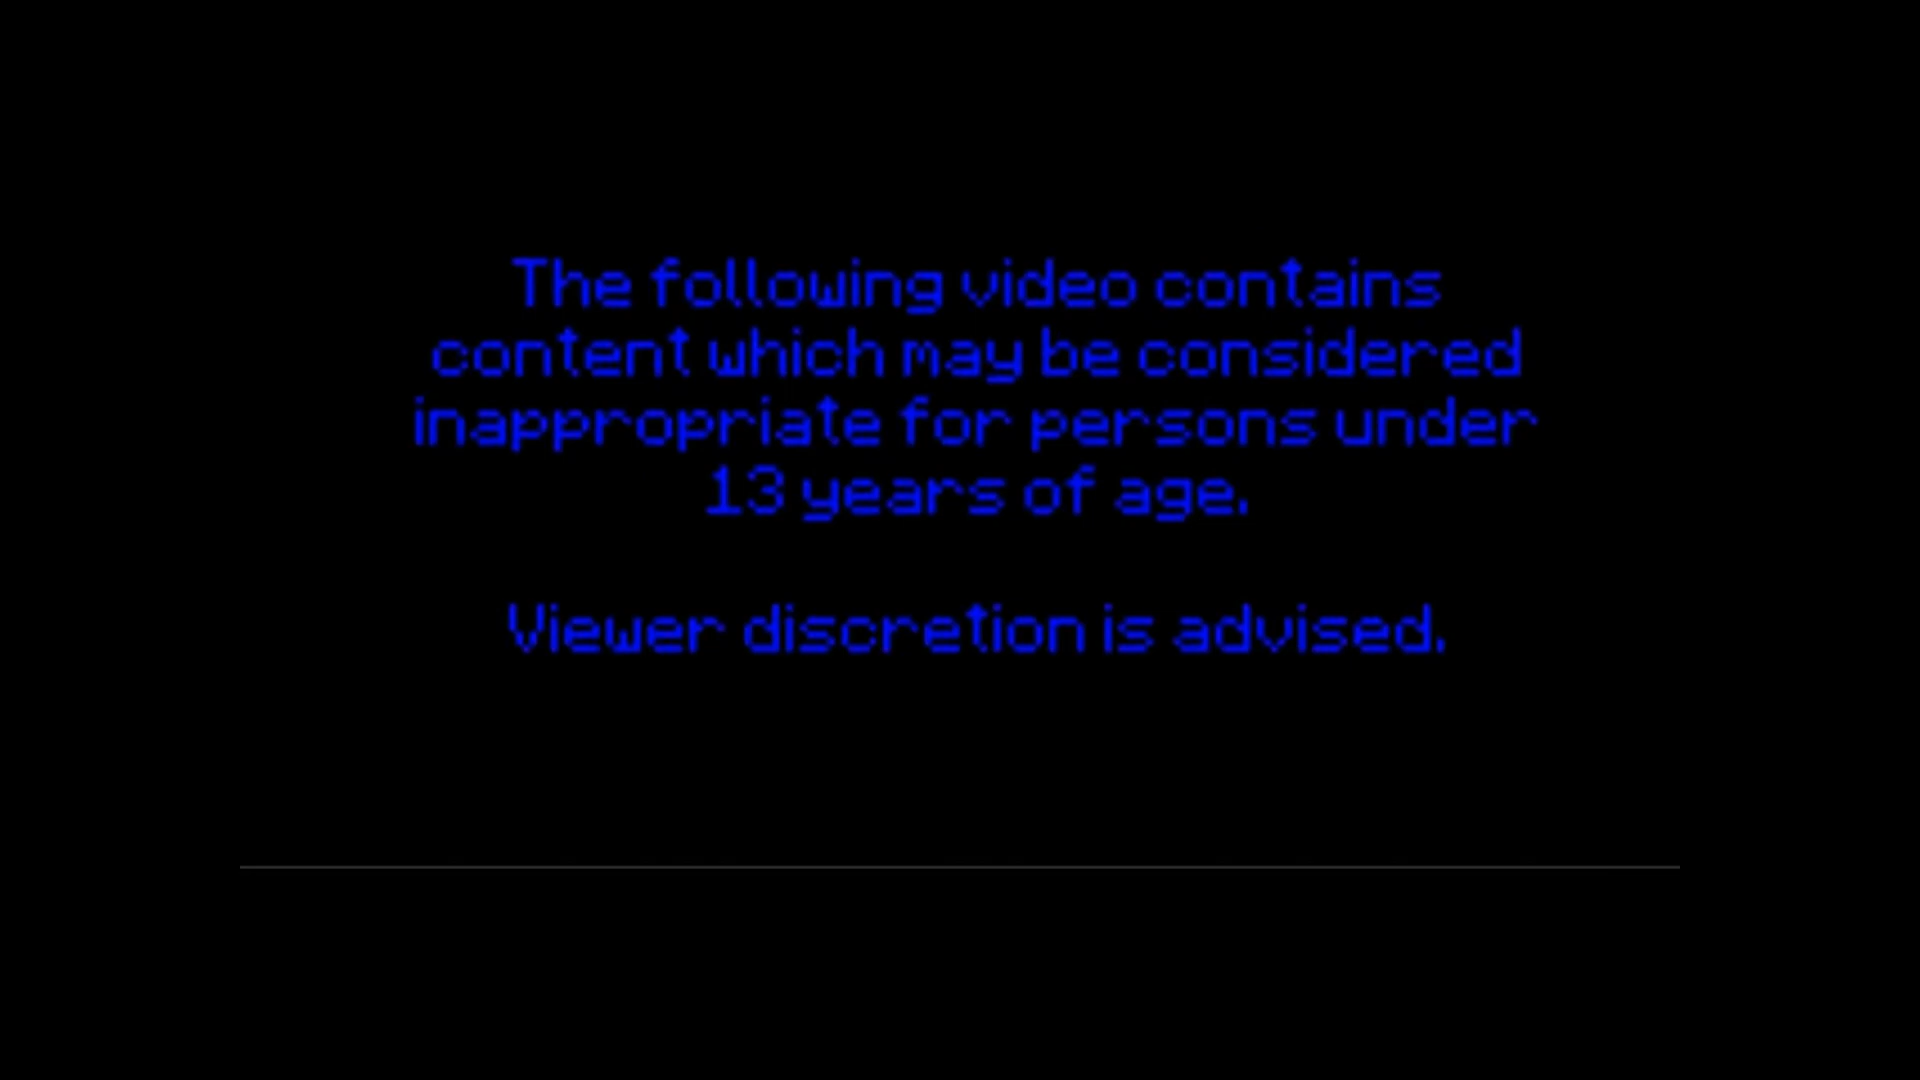 The following video contains
content which may be considered
inappropriate for persons under
13 years of age.
Viewer discretion is advised.